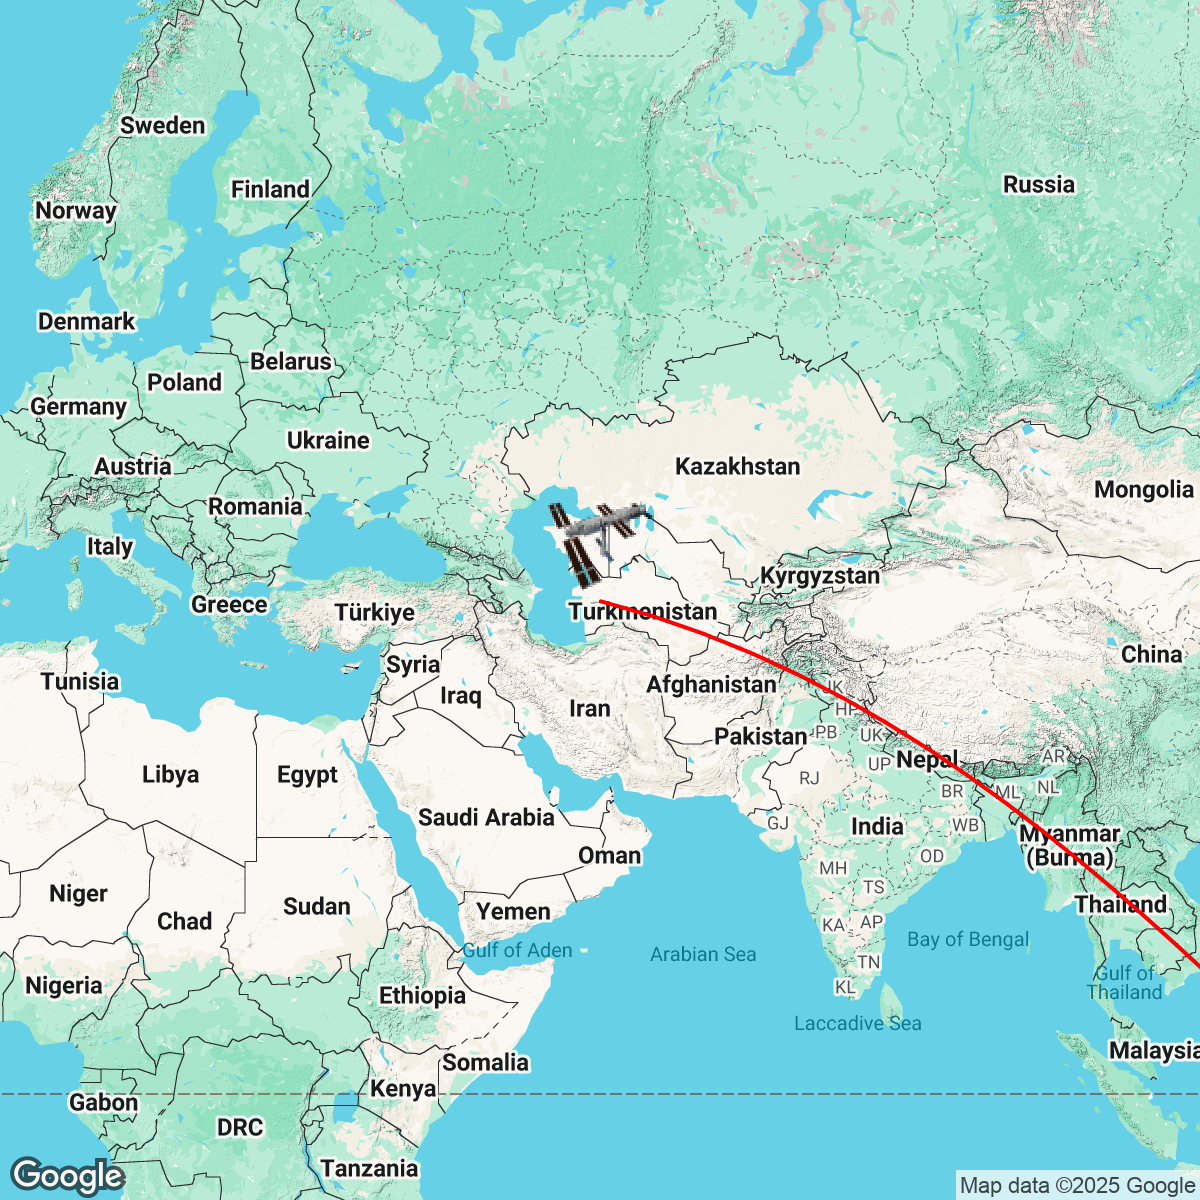 Sweden
Finland
Russia
Norway
Denmark
Belarus
Poland
Germany
Ukraine
Austria
Kazakhstan
Mongolia
Romania
Italy
Kyrgyzstan
Greece
Türkiye
Turkmenistan
China
Syria
Tunisia
Iraq
Afghanistan
JK
Iran
HP
Pakistan
PB
UK
Nepal
AR
Libya
Egypt
UP
RJ
NL
BR
ML
Saudi Arabia
GJ
India
WB
Myanmar
(Burma)
Oman
OD
MH
TS
Niger
Sudan
Thailand
Chad
Yemen
KA
AP
Bay of Bengal
Gulf of Aden
Arabian Sea
TN
Gulf of
Thailand
Nigeria
KL
Ethiopia
Laccadive Sea
Malaysia
Somalia
Kenya
Gabon
DRC
Tanzania
Google
Map data ©2025 Google